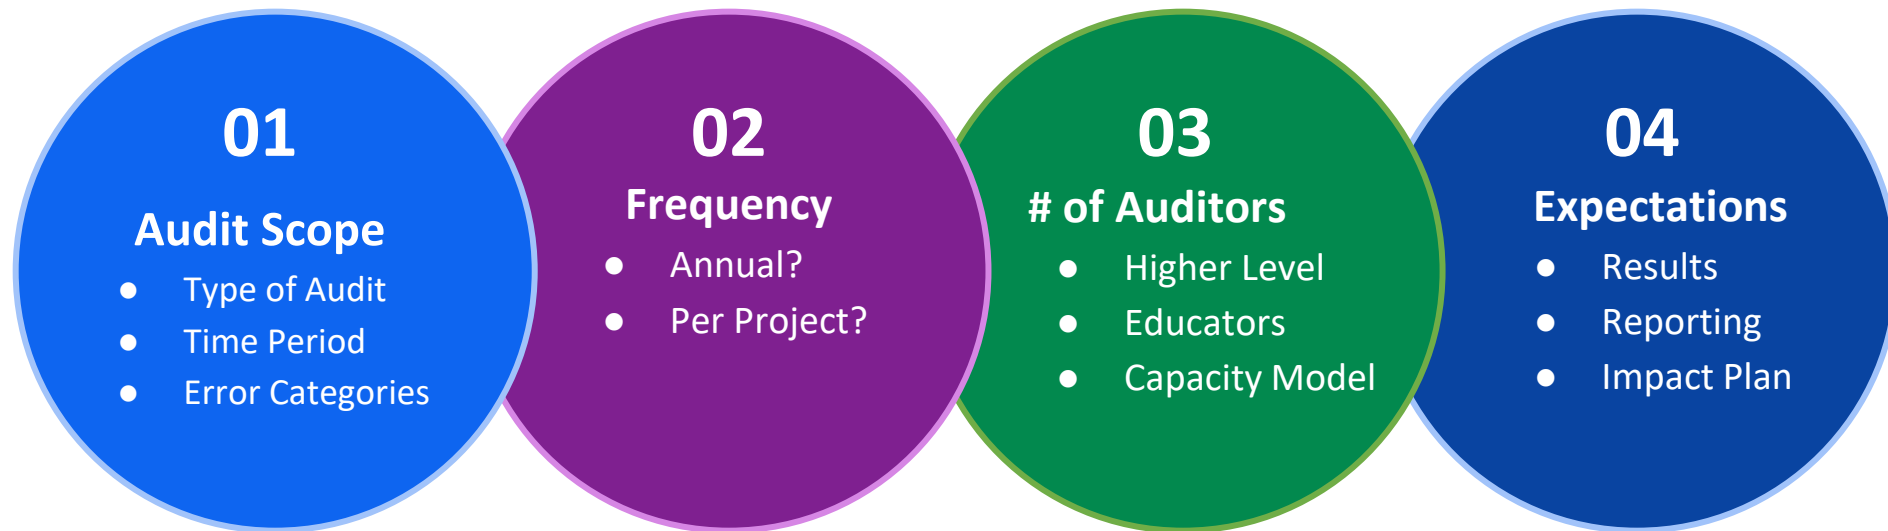 01
Audit Scope
● Type of Audit
● Time Period
● Error Categories
02
Frequency
● Annual?
● Per Project?
03
# of Auditors
● Higher Level
● Educators
● Capacity Model
04
Expectations
● Results
● Reporting
● Impact Plan